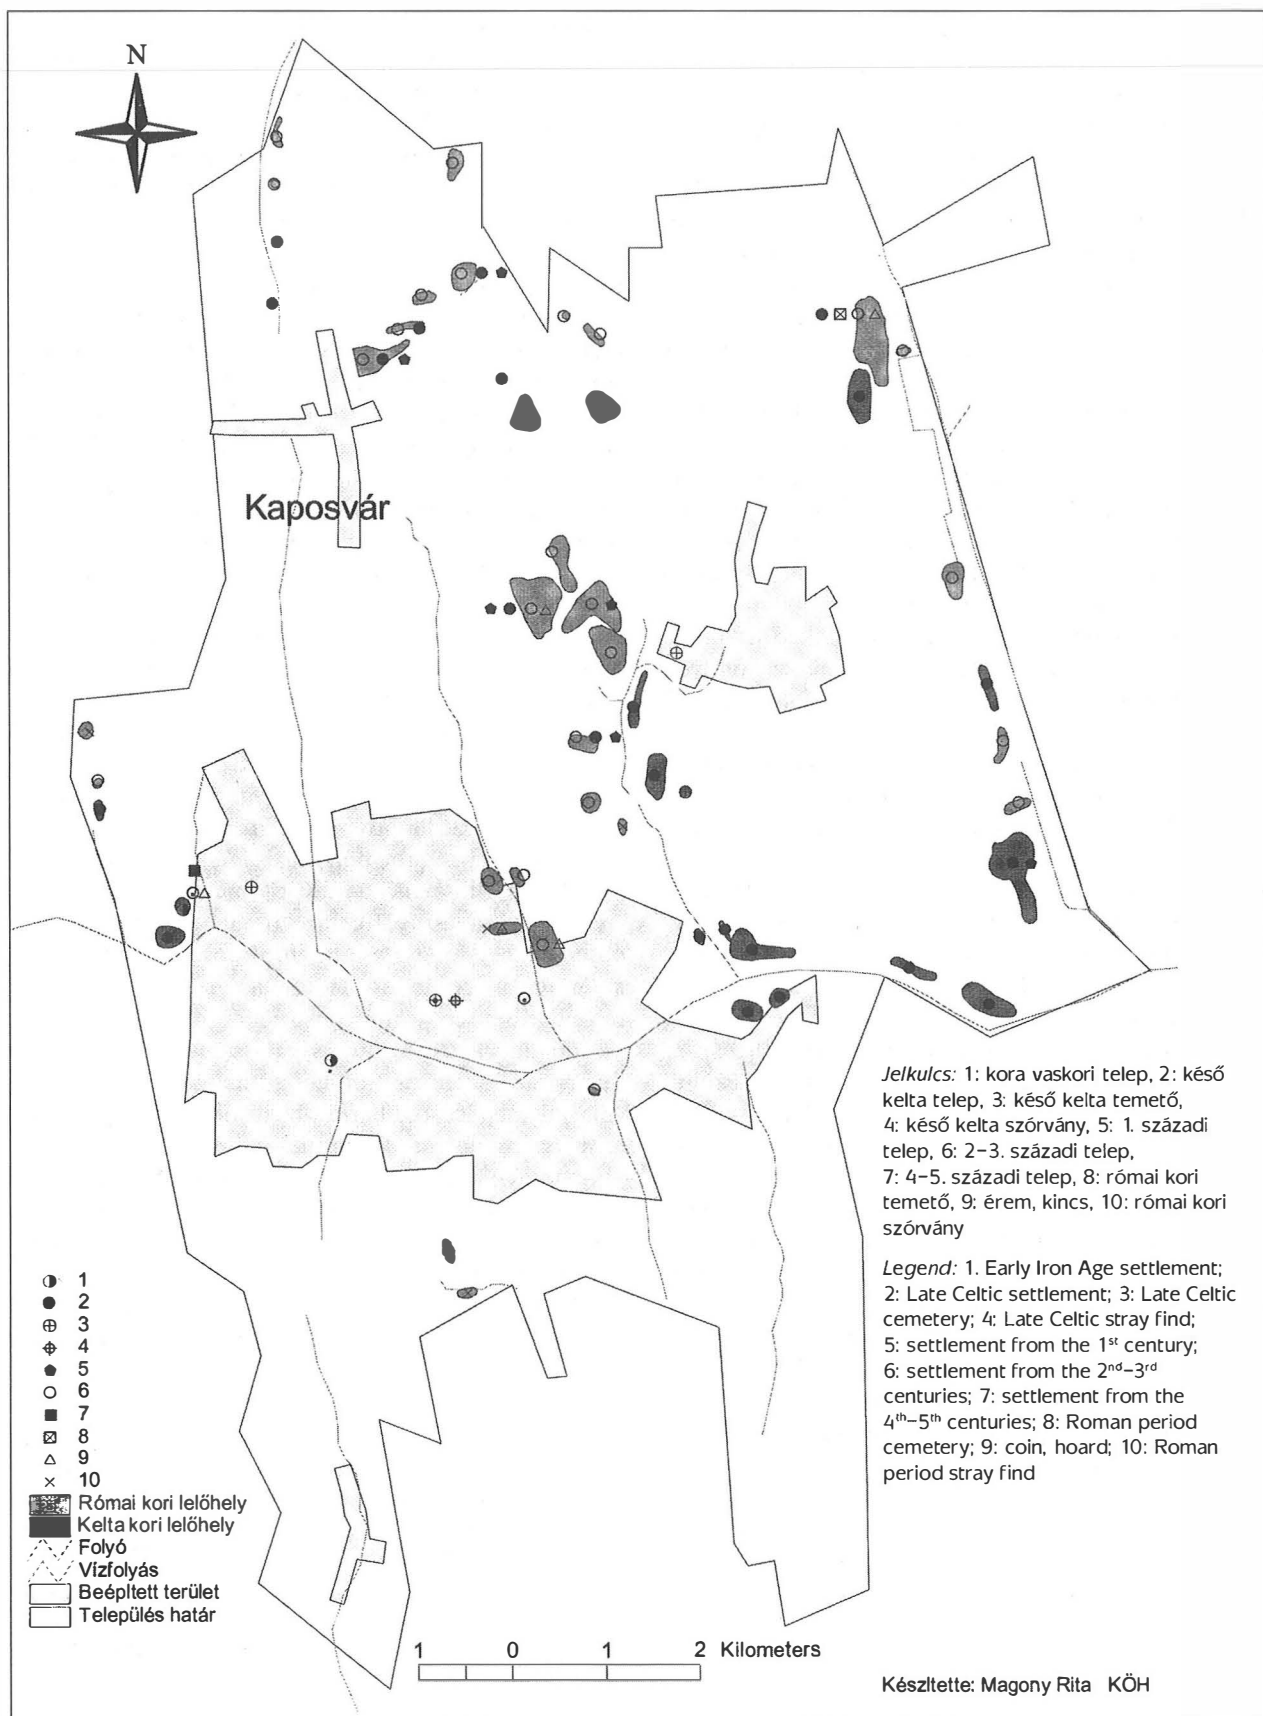 N
Kaposvár
Jelkulcs: 1: kora vaskori telep, 2: késő
kelta telep, 3: késő kelta temető,
4: késő kelta szórvány, 5: 1. századi
telep, 6: 2–3. századi telep,
7: 4–5. századi telep, 8: római kori
temető, 9: érem, kincs, 10: római kori
szórvány
Legend: 1. Early Iron Age settlement;
2: Late Celtic settlement; 3: Late Celtic
cemetery; 4: Late Celtic stray find;
5: settlement from the 1st century;
6: settlement from the 2nd–3rd
centuries; 7: settlement from the
4th–5th centuries; 8: Roman period
cemetery; 9: coin, hoard; 10: Roman
period stray find
1
2
3
4
5
6
7
8
9
10
Római kori lelőhely
Kelta kori lelőhely
Folyó
Vízfolyás
Beépített terület
Település határ
1 0 1 2 Kilometers
Készítette: Magony Rita KÖH